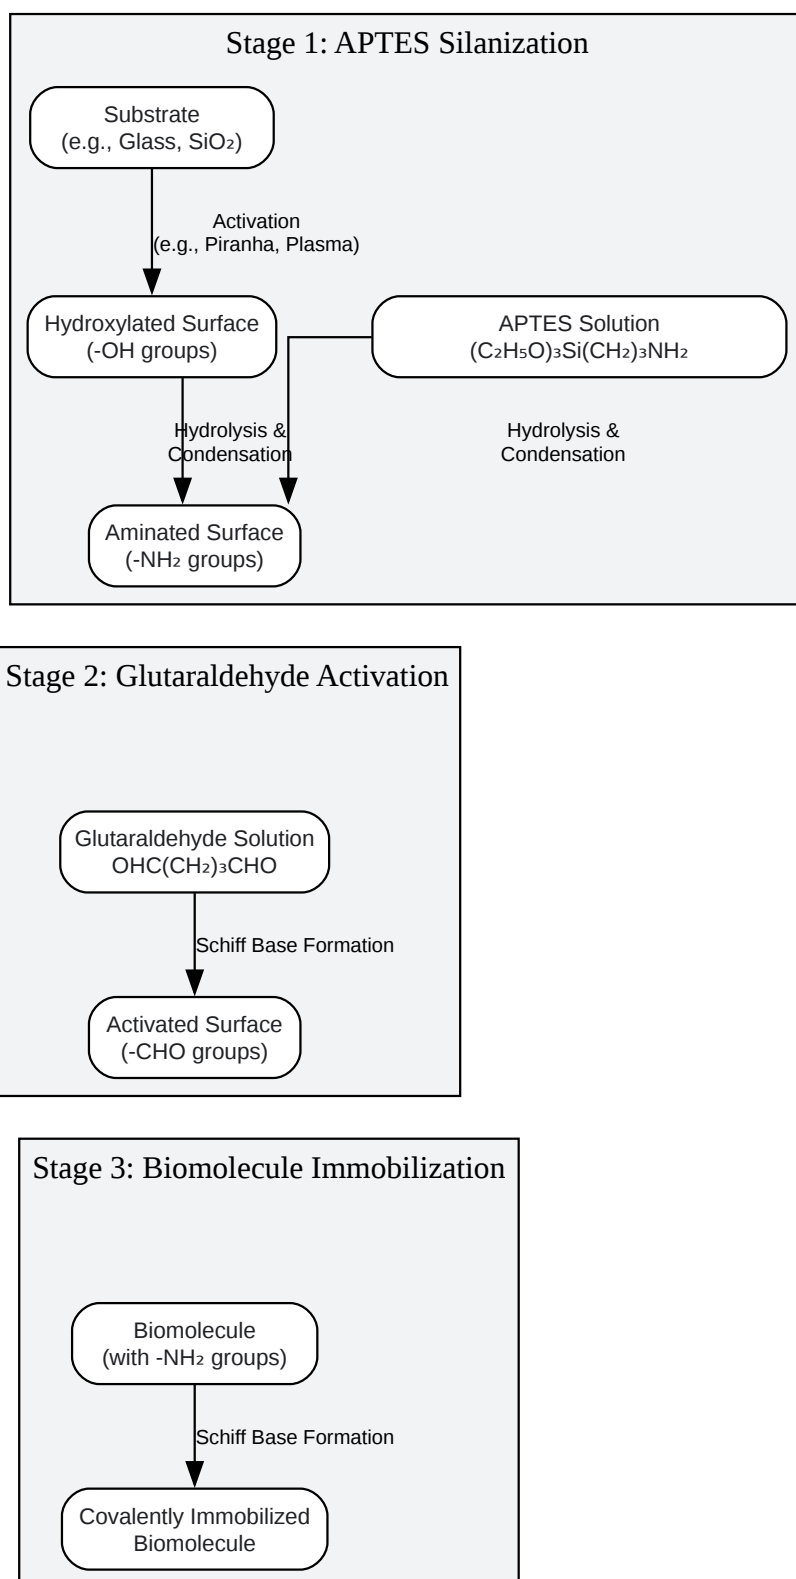 Stage 1: APTES Silanization
Substrate
(e.g., Glass, SiO₂)
Activation
(e.g., Piranha, Plasma)
Hydroxylated Surface
(-OH groups)
APTES Solution
(C₂H₅O)₃Si(CH₂)₃NH₂
Hydrolysis &
Condensation
Hydrolysis &
Condensation
Aminated Surface
(-NH₂ groups)
Stage 2: Glutaraldehyde Activation
Glutaraldehyde Solution
OHC(CH₂)₃CHO
Schiff Base Formation
Activated Surface
(-CHO groups)
Stage 3: Biomolecule Immobilization
Biomolecule
(with -NH₂ groups)
Schiff Base Formation
Covalently Immobilized
Biomolecule